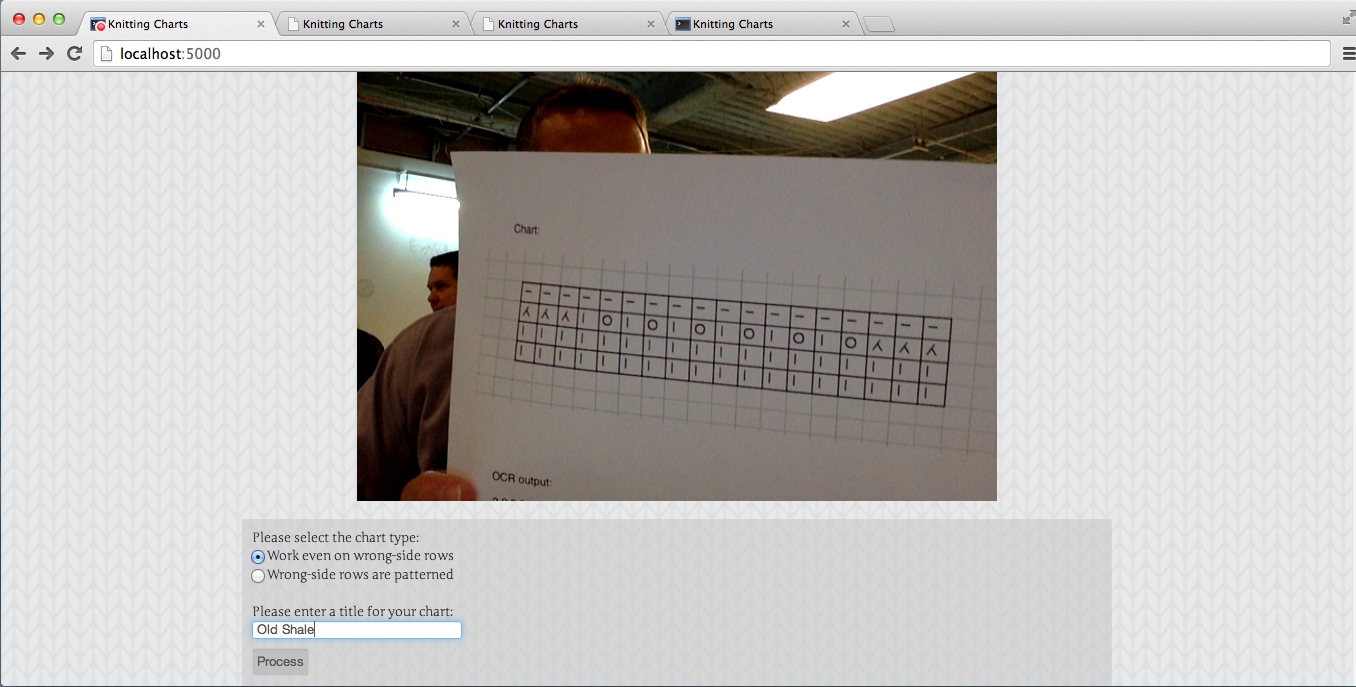 Knitting Charts
Knitting Charts
Knitting Charts
Knitting Charts
localhost:5000
Chart:
OCR output:
Please select the chart type:
Work even on wrong-side rows
Wrong-side rows are patterned
Please enter a title for your chart:
Old Shale
Process